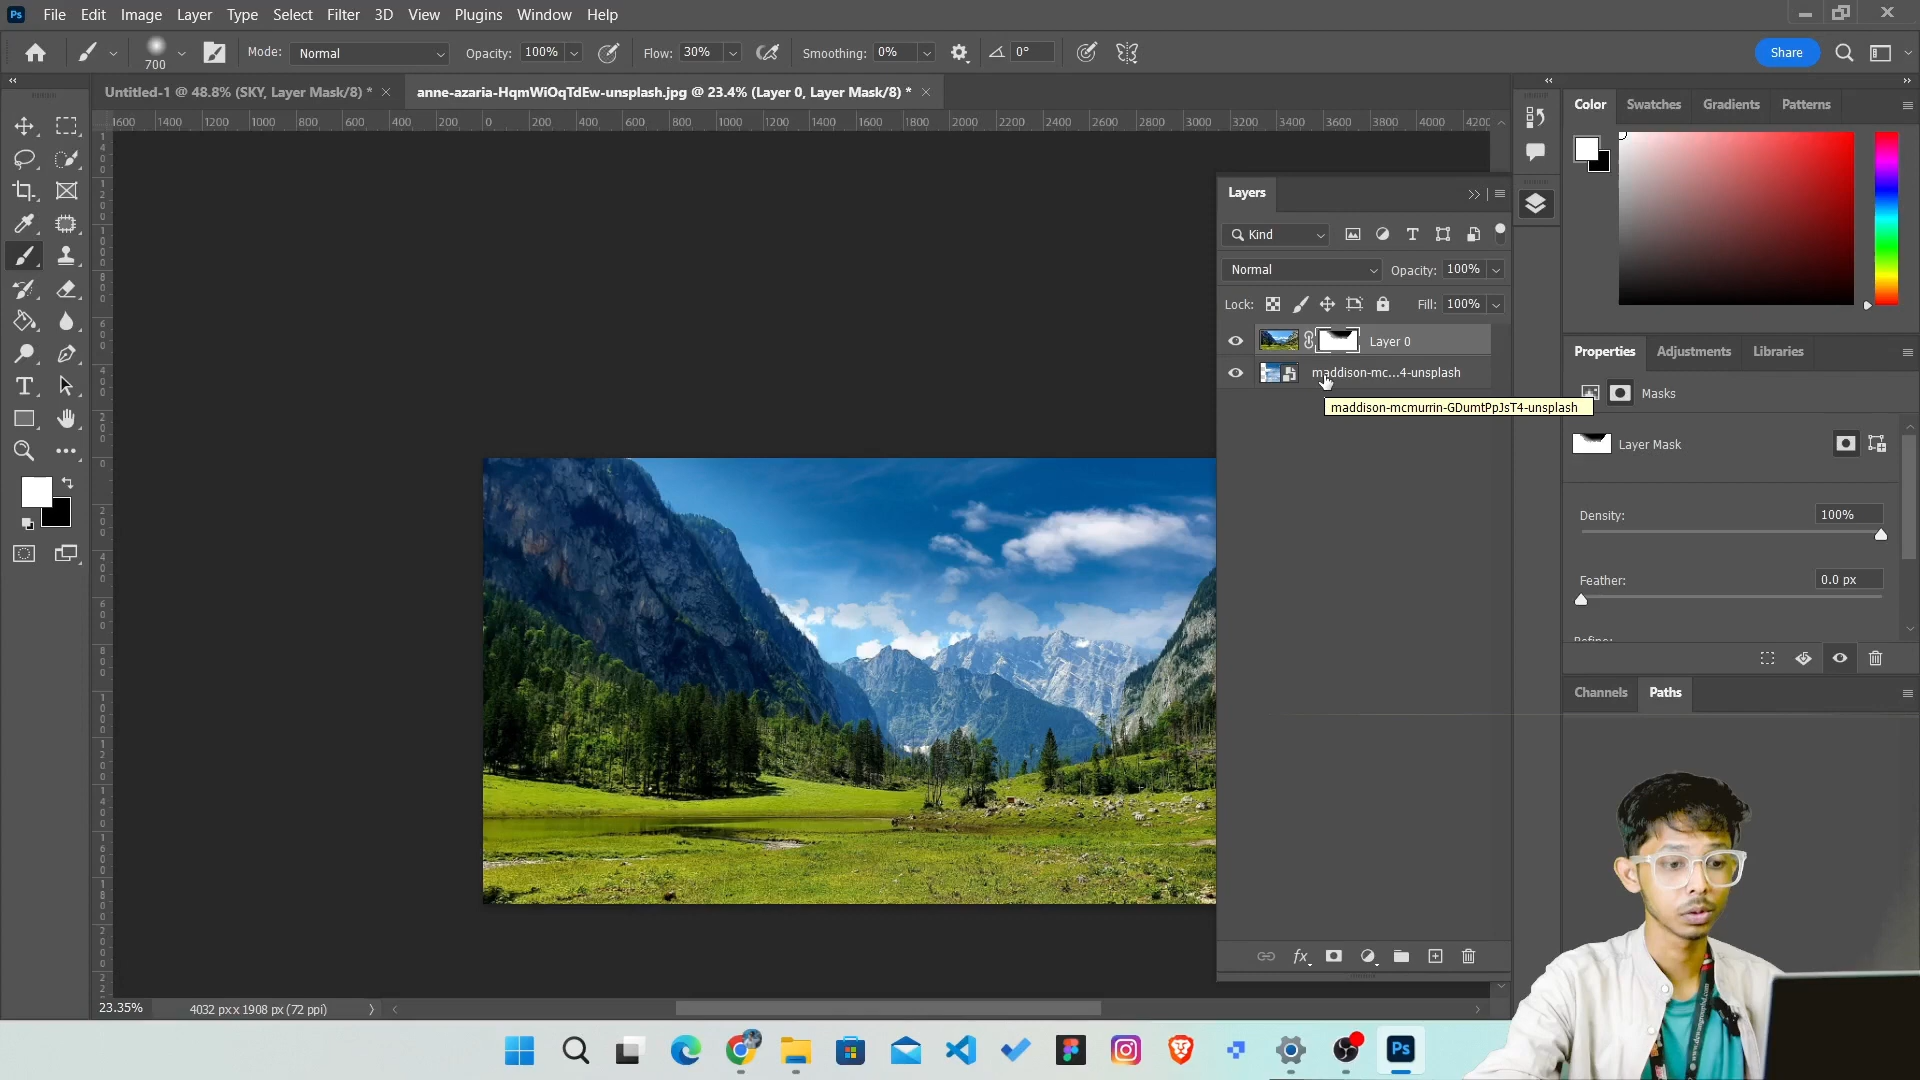 Ps File Edit Image Layer Type Select Filter 3D View Plugins Window Help
700 Mode: Normal Opacity: 100% Flow: 30% Smoothing: 0% 0° Share
Untitled-1 @ 48.8% (SKY, Layer Mask/8) * anne-azaria-HqmWiOqTdEw-unsplash.jpg @ 23.4% (Layer 0, Layer Mask/8) *
1600 1400 1200 1000 800 600 400 200 0 200 400 600 800 1000 1200 1400 1600 1800 2000 2200 2400 2600 2800 3000 3200 3400 3600 3800 4000 4200
Color Swatches Gradients Patterns
Layers
Kind
Normal Opacity: 100%
Lock: Fill: 100%
Layer 0
maddison-mc...4-unsplash
maddison-mcmurrin-GDumtPpJsT4-unsplash
Properties Adjustments Libraries
Masks
Layer Mask
Density: 100%
Feather: 0.0 px
Refine:
Channels Paths
fx
23.35% 4032 px x 1908 px (72 ppi)
Ps